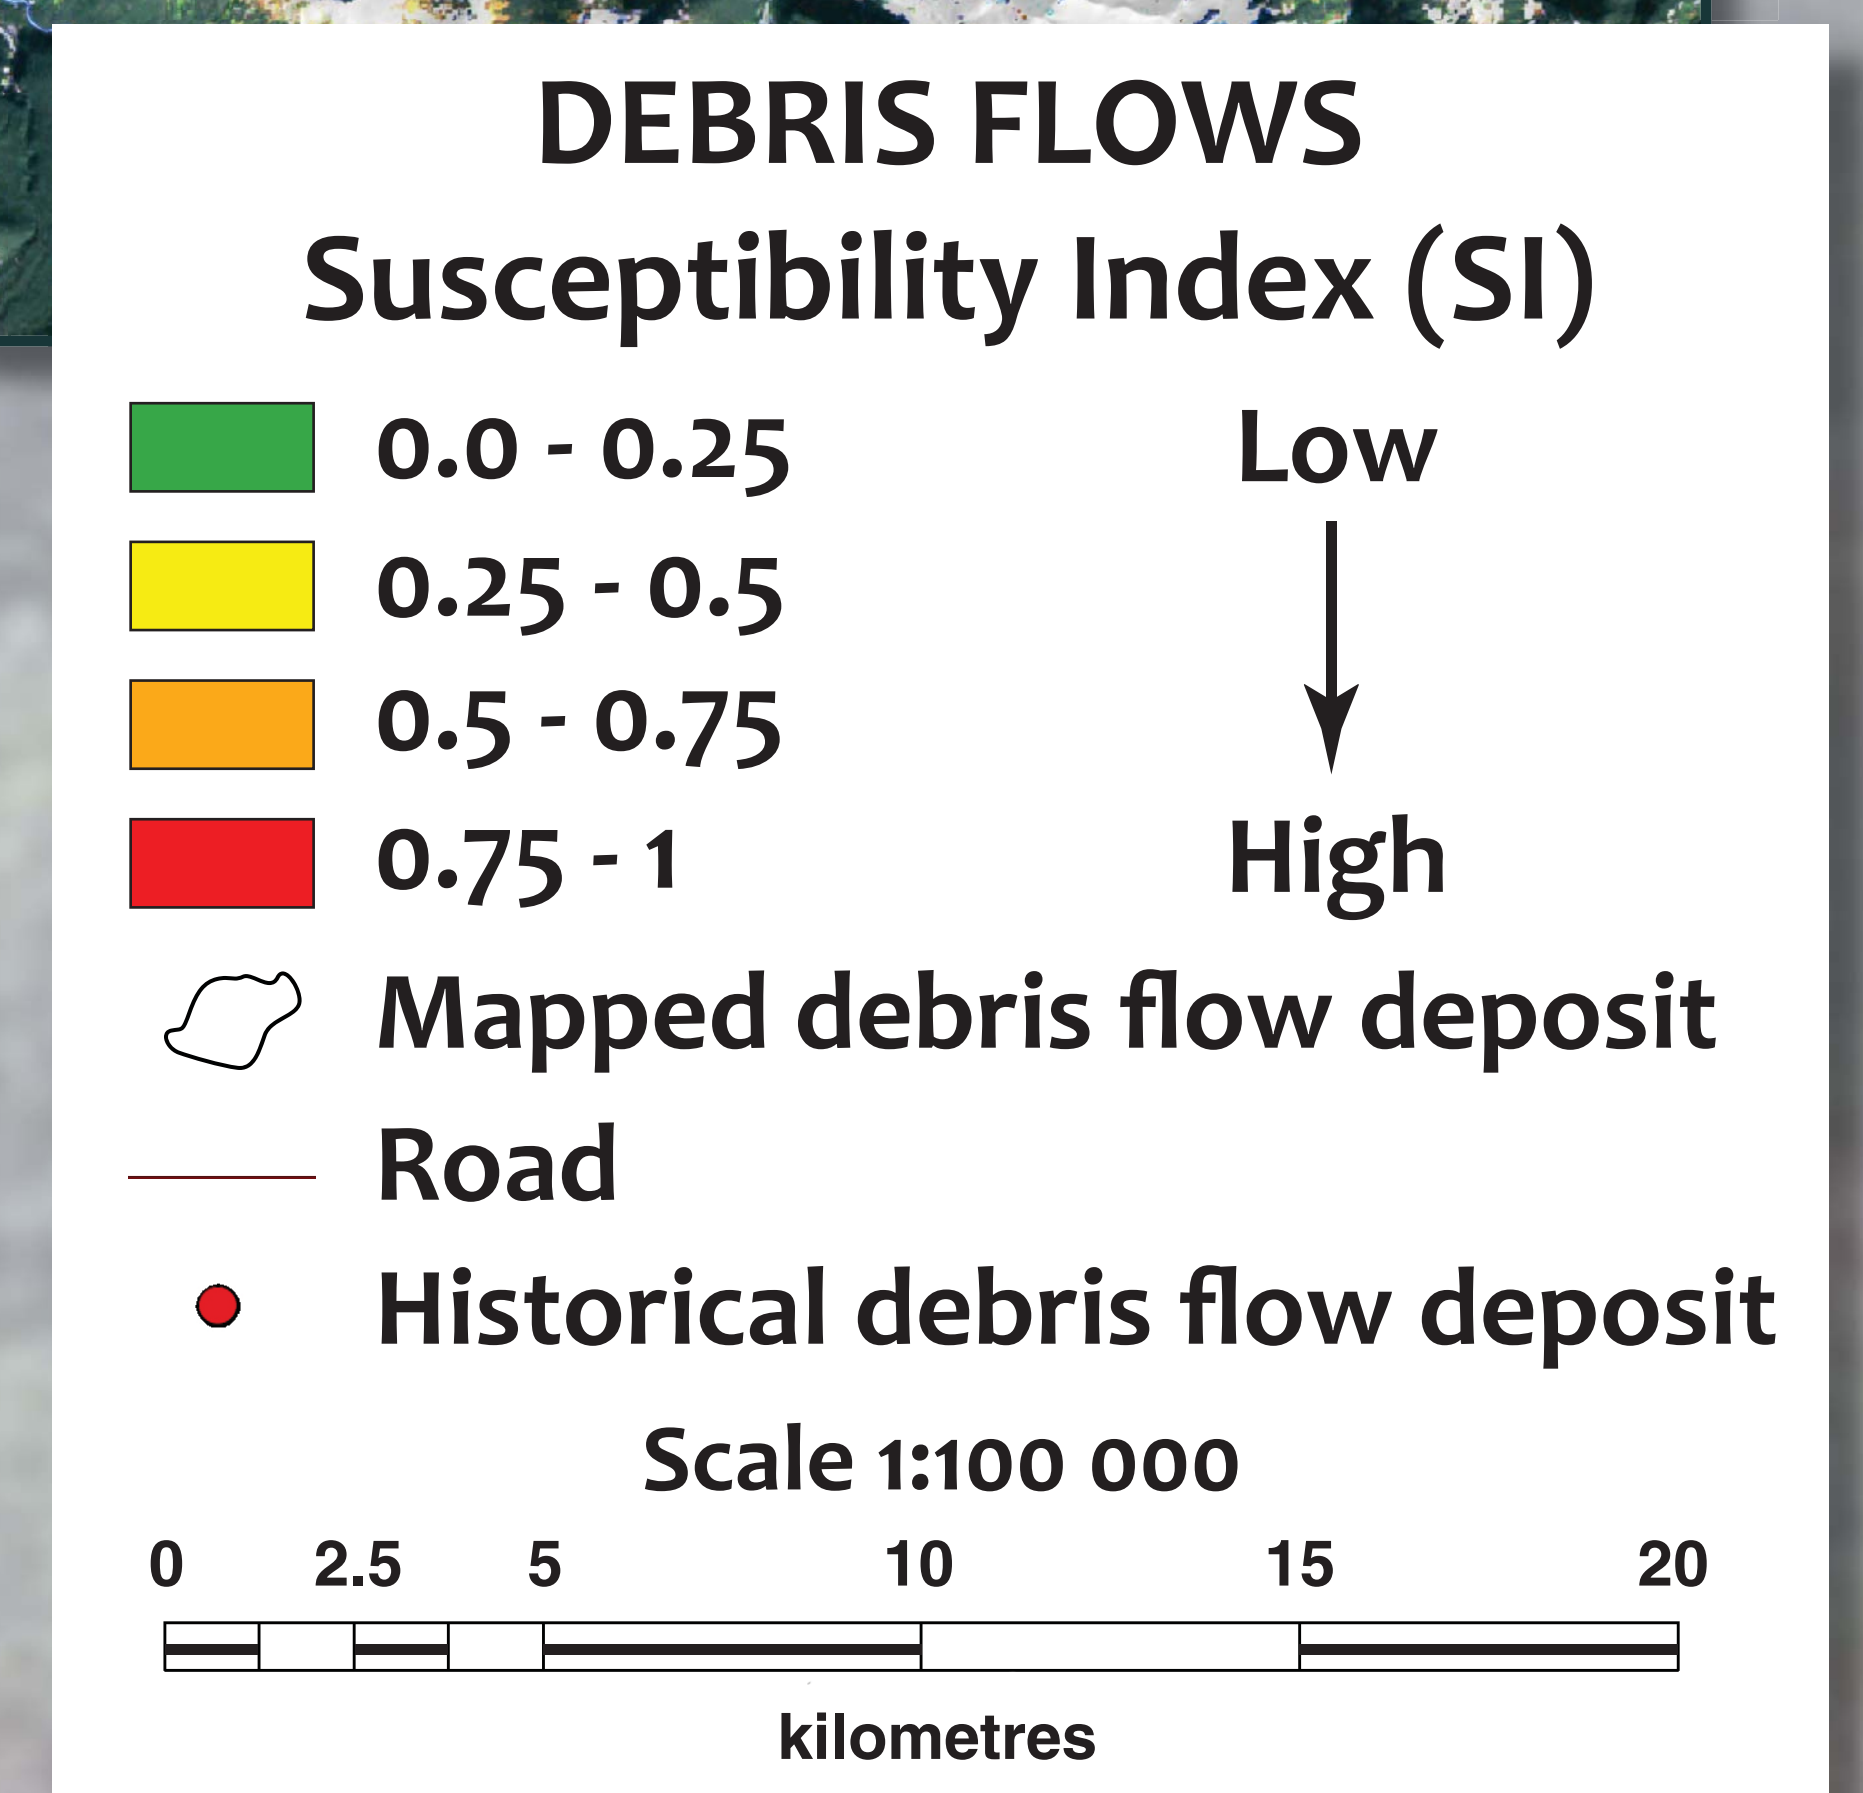 DEBRIS FLOWS
Susceptibility Index (SI)
0.0 - 0.25 Low
0.25 - 0.5
0.5 - 0.75
0.75 - 1 High
Mapped debris flow deposit
Road
Historical debris flow deposit
Scale 1:100 000
0 2.5 5 10 15 20
kilometres